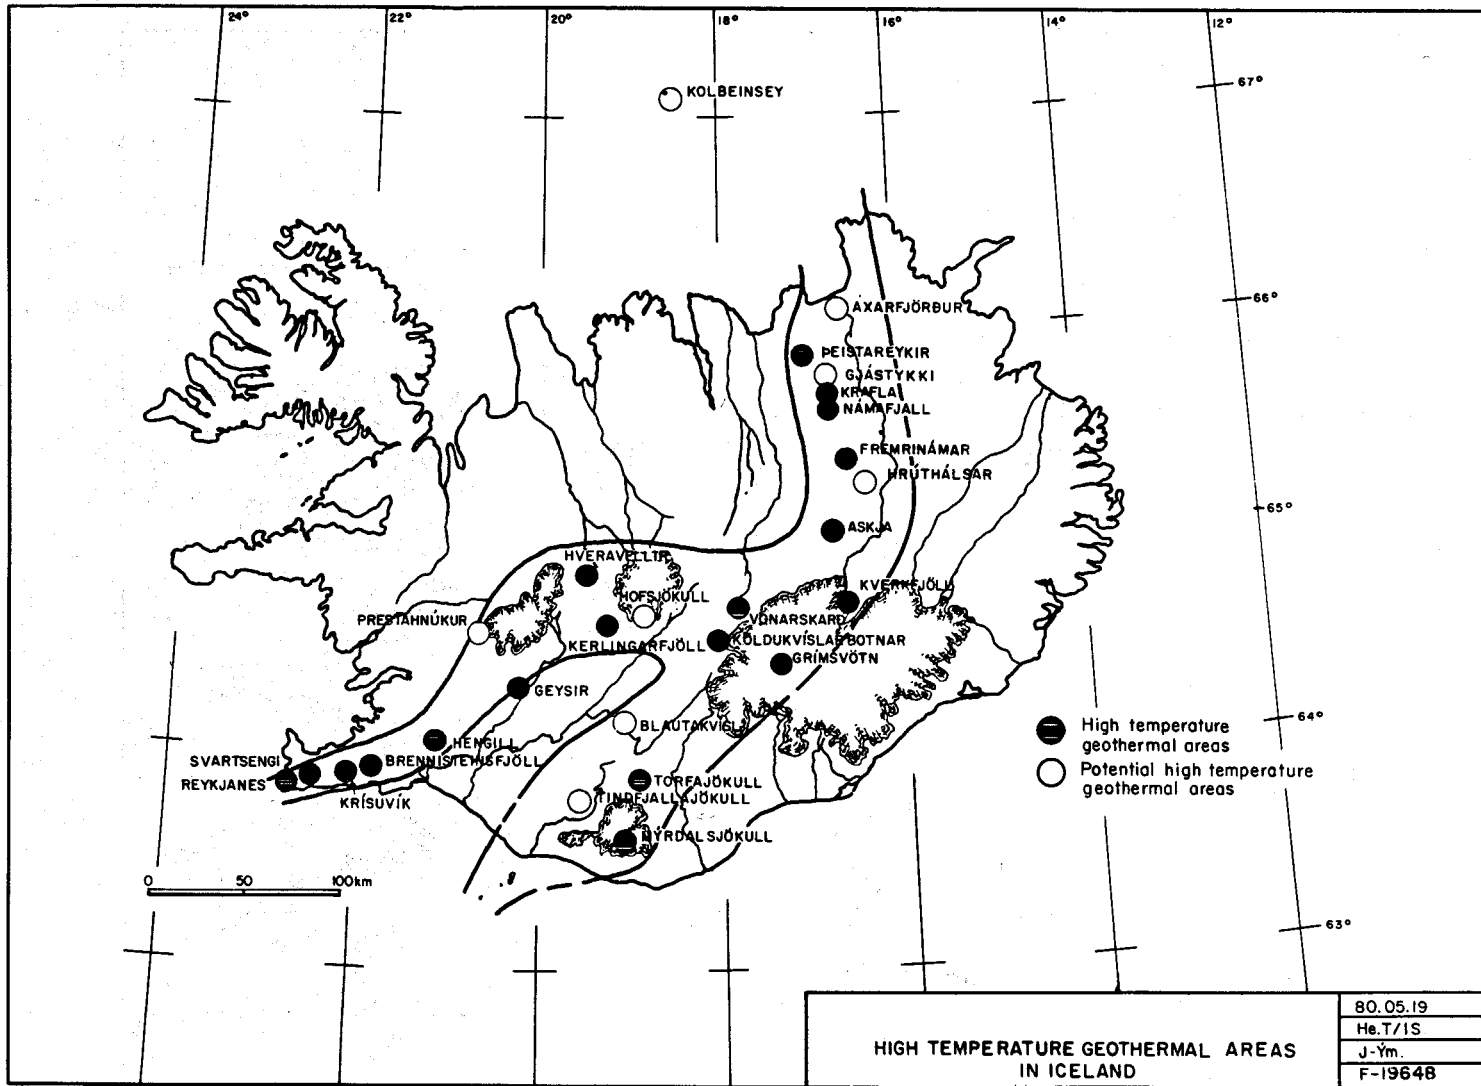 24°
22°
20°
18°
16°
14°
12°
67°
KOLBEINSEY
66°
ÁXARFJÖRÐUR
ÞEISTAREYKIR
GJÁSTYKKI
KRAFLA
NÁMAFJALL
FREMRINÁMAR
HRÚTHÁLSAR
65°
ASKJA
HVERAVELLIR
KVERKFJÖLL
HOFSJÖKULL
PRESTAHNÚKUR
VONARSKARÐ
KERLINGARFJÖLL
KÖLDUKVÍSLARBOTNAR
GRÍMSVÖTN
GEYSIR
64°
BLAUTAKVÍSL
High temperature
geothermal areas
HENGILL
SVARTSENGI
BRENNISTEINSFJÖLL
Potential high temperature
geothermal areas
REYKJANES
TORFAJÖKULL
KRÍSUVÍK
TINDFJALLAJÖKULL
MÝRDALSJÖKULL
0 50 100km
63°
HIGH TEMPERATURE GEOTHERMAL AREAS
IN ICELAND
80.05.19
He.T/IS
J-Ým.
F-19648